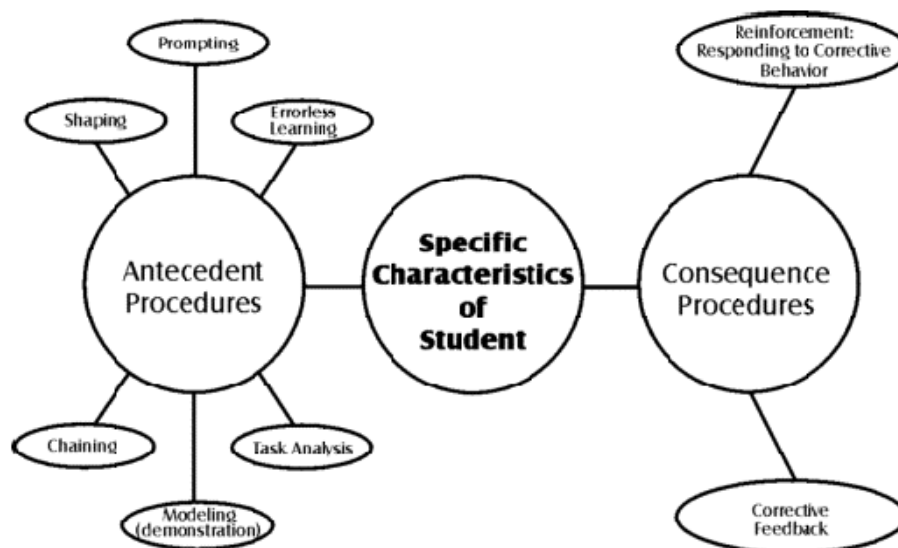 Prompting
Shaping
Errorless
Learning
Antecedent
Procedures
Chaining
Task Analysis
Modeling
(demonstration)
Specific
Characteristics
of
Student
Reinforcement:
Responding to Corrective
Behavior
Consequence
Procedures
Corrective
Feedback